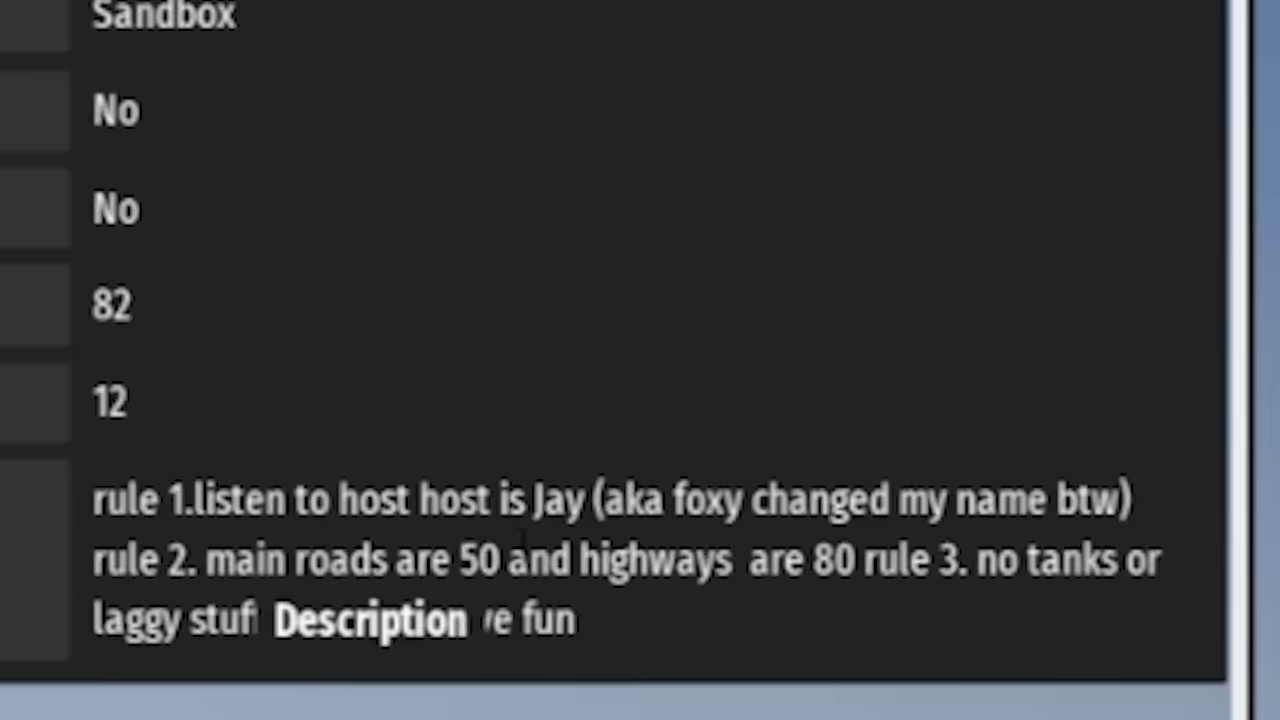 Sandbox
No
No
82
12
rule 1.listen to host host is Jay (aka foxy changed my name btw)
rule 2. main roads are 50 and highways are 80 rule 3. no tanks or
laggy Description fun